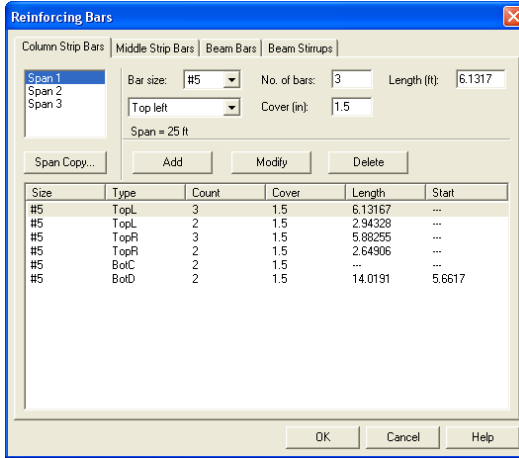 Reinforcing Bars
Column Strip Bars Middle Strip Bars Beam Bars Beam Stirrups
Span 1
Span 2
Span 3
Bar size: #5 No. of bars: 3 Length (ft): 6.1317
Top left Cover (in): 1.5
Span = 25 ft
Span Copy... Add Modify Delete
Size Type Count Cover Length Start
#5 TopL 3 1.5 6.13167 ---
#5 TopL 2 1.5 2.94328 ---
#5 TopR 3 1.5 5.88255 ---
#5 TopR 2 1.5 2.64906 ---
#5 BotC 2 1.5 --- ---
#5 BotD 2 1.5 14.0191 5.6617
OK Cancel Help